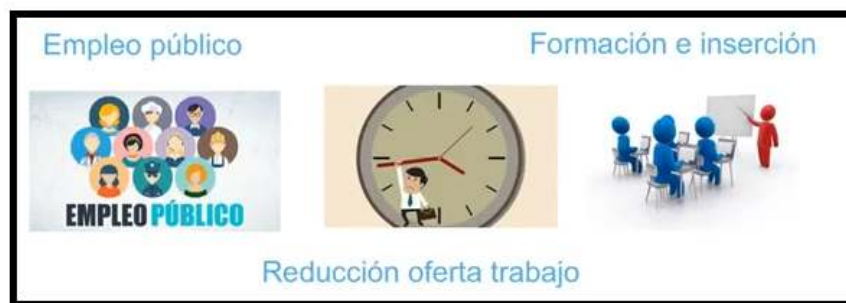 Empleo público
Formación e inserción
EMPLEO PÚBLICO
Reducción oferta trabajo